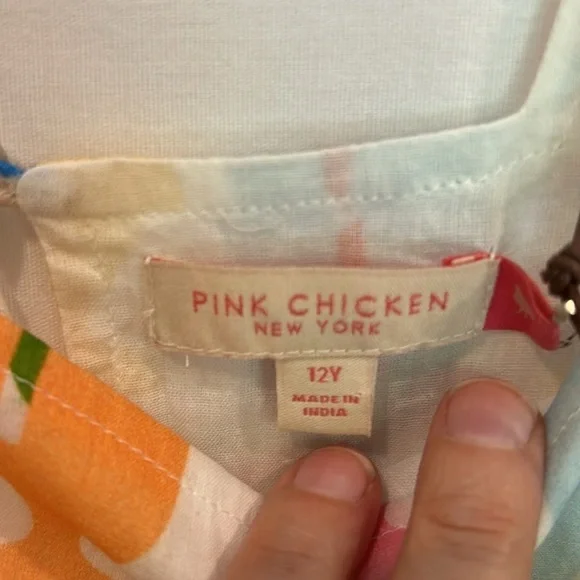 PINK CHICKEN
NEW YORK
12Y
MADE IN
INDIA